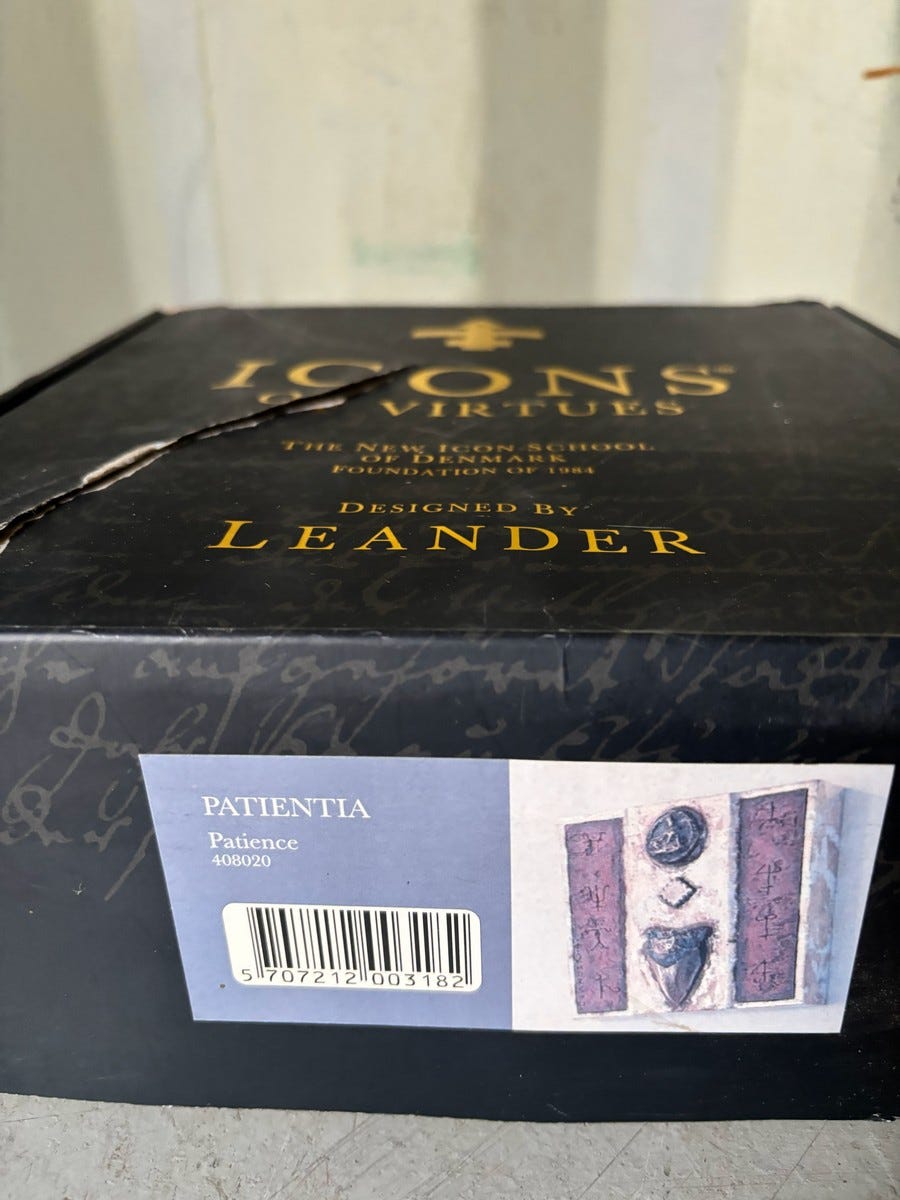 ICONS™
VIRTUES
THE NEW ICON-SCHOOL
OF DENMARK
FOUNDATION OF 1984
DESIGNED BY
LEANDER
PATIENTIA
Patience
408020
5 707212 003182